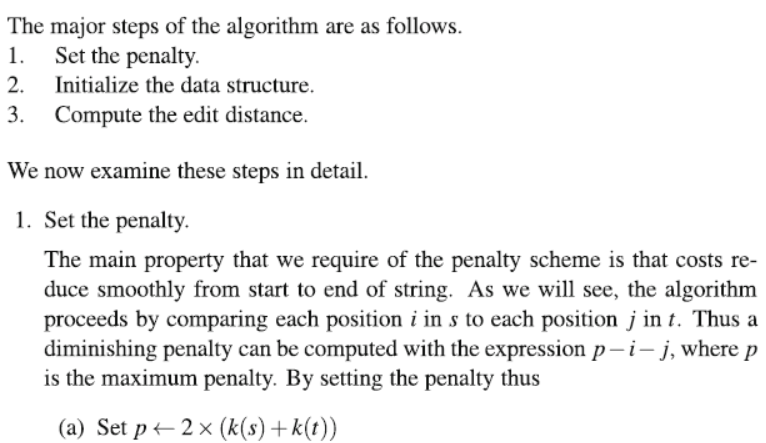 The major steps of the algorithm are as follows.
1. Set the penalty.
2. Initialize the data structure.
3. Compute the edit distance.
We now examine these steps in detail.
1. Set the penalty.
The main property that we require of the penalty scheme is that costs re-
duce smoothly from start to end of string. As we will see, the algorithm
proceeds by comparing each position i in s to each position j in t. Thus a
diminishing penalty can be computed with the expression p−i−j, where p
is the maximum penalty. By setting the penalty thus
(a) Set p ← 2 × (k(s)+k(t))